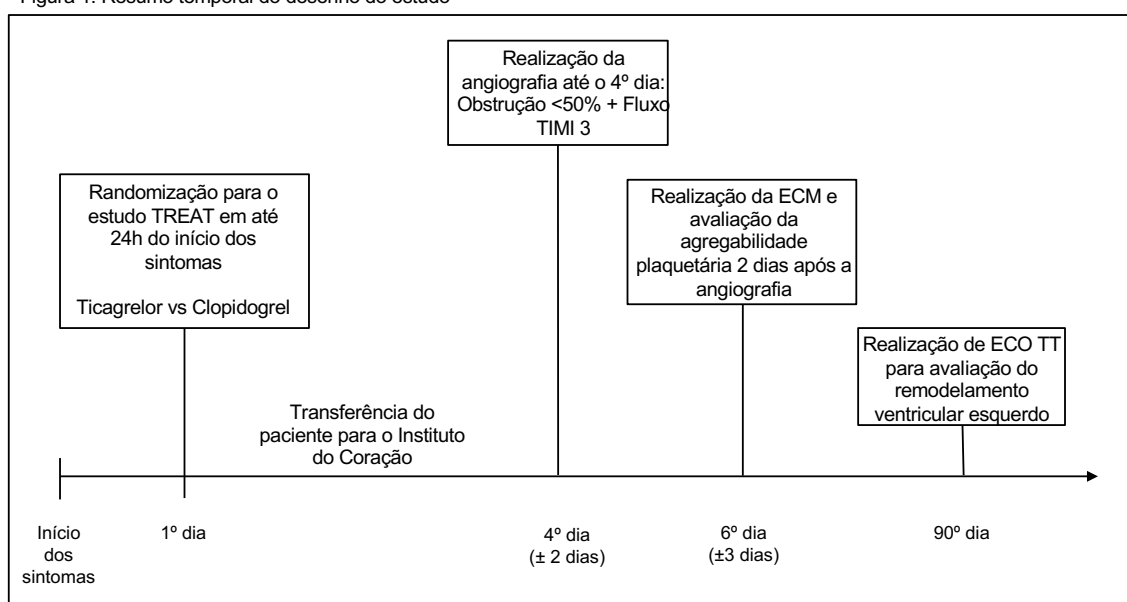 Figura 1. Resumo temporal do desenho do estudo
Realização da
angiografia até o 4º dia:
Obstrução <50% + Fluxo
TIMI 3
Randomização para o
estudo TREAT em até
24h do início dos
sintomas
Ticagrelor vs Clopidogrel
Realização da ECM e
avaliação da
agregabilidade
plaquetária 2 dias após a
angiografia
Realização de ECO TT
para avaliação do
remodelamento
ventricular esquerdo
Transferência do
paciente para o Instituto
do Coração
Início
dos
sintomas
1º dia
4º dia
(± 2 dias)
6º dia
(±3 dias)
90º dia